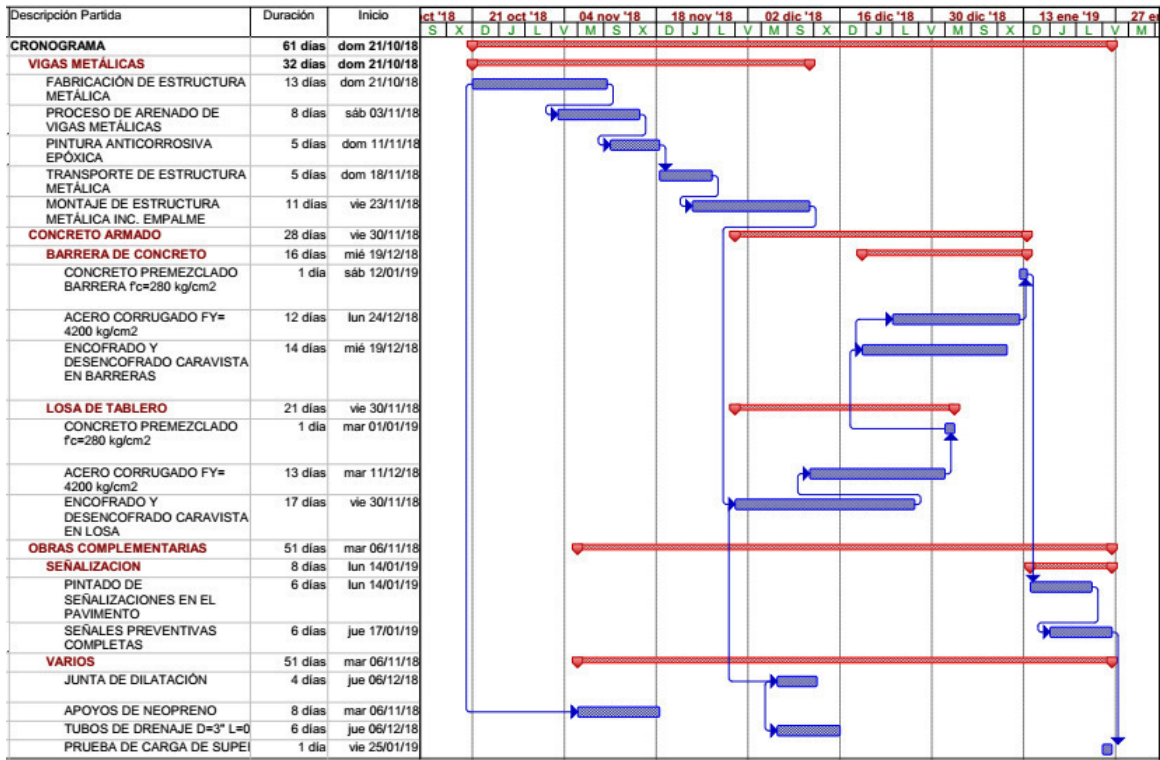 Descripción Partida Duración Inicio oct '18 21 oct '18 04 nov '18 18 nov '18 02 dic '18 16 dic '18 30 dic '18 13 ene '19 27 en
S X D J L V M S X D J L V M S X D J L V M S X D J L V M
CRONOGRAMA 61 días dom 21/10/18
VIGAS METÁLICAS 32 días dom 21/10/18
FABRICACIÓN DE ESTRUCTURA 13 días dom 21/10/18
METÁLICA
PROCESO DE ARENADO DE 8 días sáb 03/11/18
VIGAS METÁLICAS
PINTURA ANTICORROSIVA 5 días dom 11/11/18
EPÓXICA
TRANSPORTE DE ESTRUCTURA 5 días dom 18/11/18
METÁLICA
MONTAJE DE ESTRUCTURA 11 días vie 23/11/18
METÁLICA INC. EMPALME
CONCRETO ARMADO 28 días vie 30/11/18
BARRERA DE CONCRETO 16 días mié 19/12/18
CONCRETO PREMEZCLADO 1 día sáb 12/01/19
BARRERA f'c=280 kg/cm2
ACERO CORRUGADO FY= 12 días lun 24/12/18
4200 kg/cm2
ENCOFRADO Y 14 días mié 19/12/18
DESENCOFRADO CARAVISTA
EN BARRERAS
LOSA DE TABLERO 21 días vie 30/11/18
CONCRETO PREMEZCLADO 1 día mar 01/01/19
f'c=280 kg/cm2
ACERO CORRUGADO FY= 13 días mar 11/12/18
4200 kg/cm2
ENCOFRADO Y 17 días vie 30/11/18
DESENCOFRADO CARAVISTA
EN LOSA
OBRAS COMPLEMENTARIAS 51 días mar 06/11/18
SEÑALIZACION 8 días lun 14/01/19
PINTADO DE 6 días lun 14/01/19
SEÑALIZACIONES EN EL
PAVIMENTO
SEÑALES PREVENTIVAS 6 días jue 17/01/19
COMPLETAS
VARIOS 51 días mar 06/11/18
JUNTA DE DILATACIÓN 4 días jue 06/12/18
APOYOS DE NEOPRENO 8 días mar 06/11/18
TUBOS DE DRENAJE D=3" L=0 6 días jue 06/12/18
PRUEBA DE CARGA DE SUPE 1 día vie 25/01/19